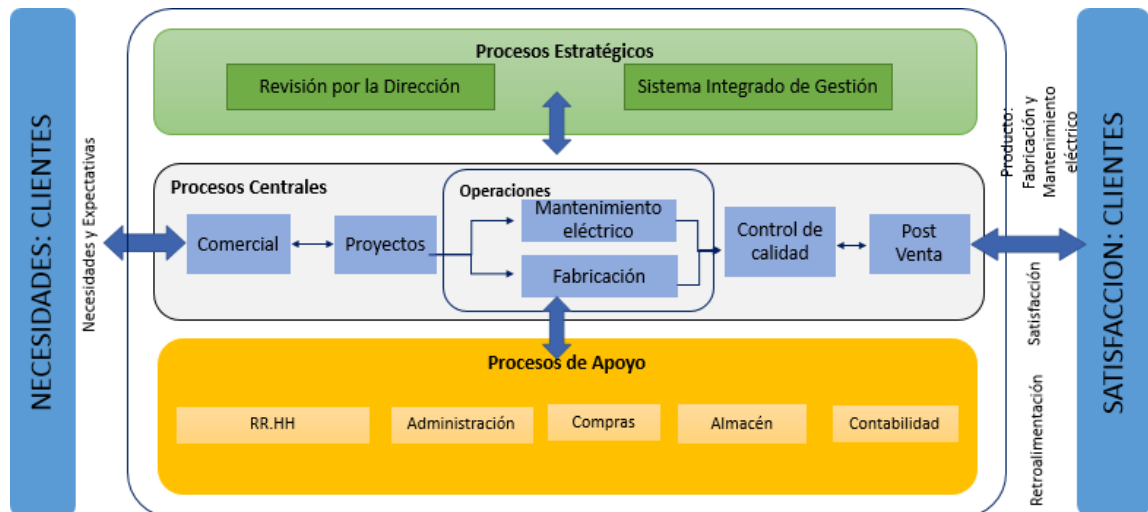 NECESIDADES: CLIENTES
Necesidades y Expectativas
Procesos Estratégicos
Revisión por la Dirección
Sistema Integrado de Gestión
Procesos Centrales
Operaciones
Comercial
Proyectos
Mantenimiento
eléctrico
Fabricación
Control de
calidad
Post
Venta
Procesos de Apoyo
RR.HH
Administración
Compras
Almacén
Contabilidad
Producto:
Fabricación y
Mantenimiento
eléctrico
Satisfacción
Retroalimentación
SATISFACCION: CLIENTES